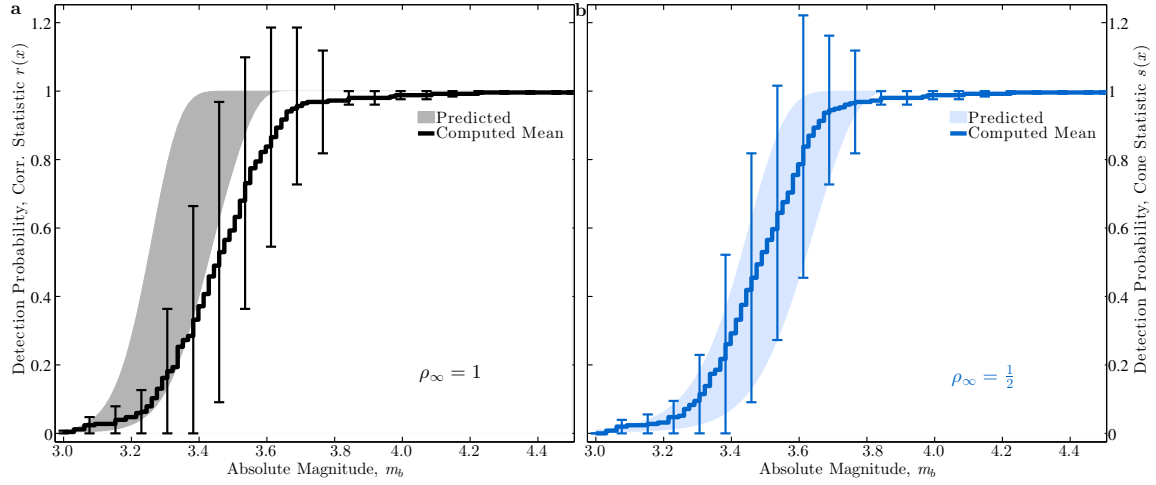 a
Detection Probability, Corr. Statistic r(x)
1.2
1
0.8
0.6
0.4
0.2
0
Predicted
Computed Mean
ρ∞ = 1
3.0 3.2 3.4 3.6 3.8 4.0 4.2 4.4
Absolute Magnitude, m_b
b
Predicted
Computed Mean
ρ∞ = 1/2
3.0 3.2 3.4 3.6 3.8 4.0 4.2 4.4
Absolute Magnitude, m_b
1.2
1
0.8
0.6
0.4
0.2
0
Detection Probability, Cone Statistic s(x)